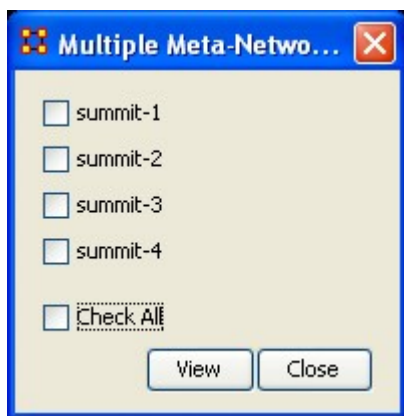 Multiple Meta-Netwo...
summit-1
summit-2
summit-3
summit-4
Check All
View Close